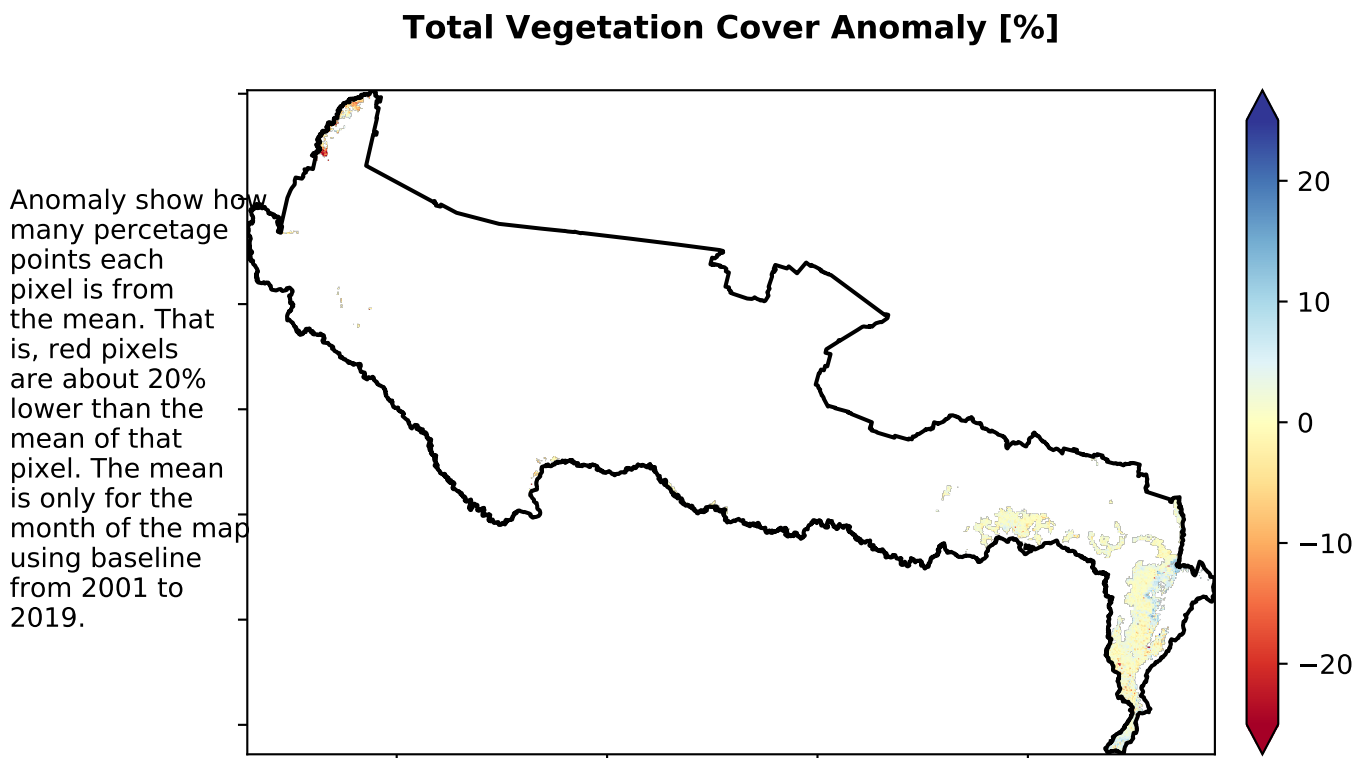 Total Vegetation Cover Anomaly [%]
Anomaly show how
many percetage
points each
pixel is from
the mean. That
is, red pixels
are about 20%
lower than the
mean of that
pixel. The mean
is only for the
month of the map
using baseline
from 2001 to
2019.
20
10
0
−10
−20